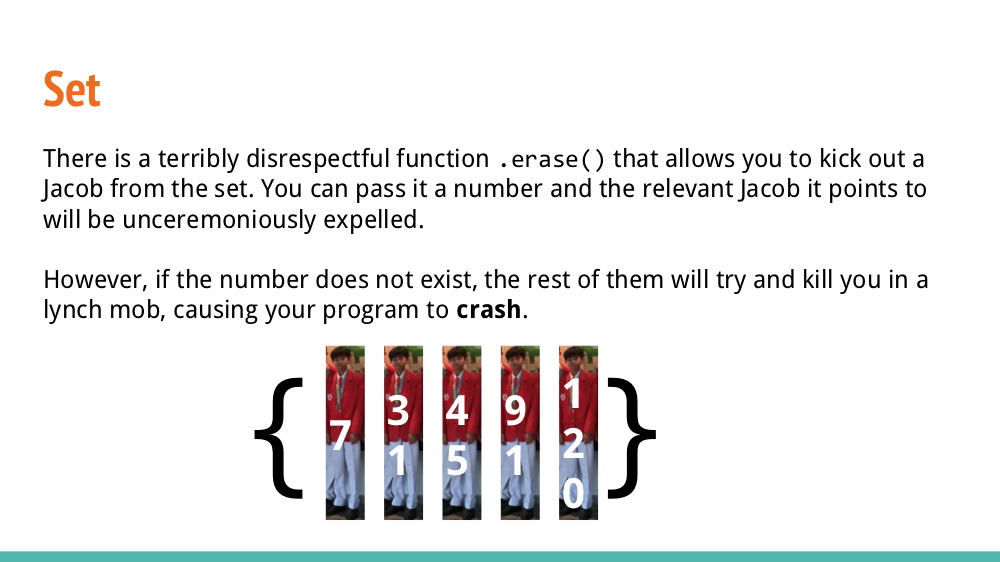 Set
There is a terribly disrespectful function .erase() that allows you to kick out a
Jacob from the set. You can pass it a number and the relevant Jacob it points to
will be unceremoniously expelled.
However, if the number does not exist, the rest of them will try and kill you in a
lynch mob, causing your program to crash.
{ 7 31 45 91 120 }